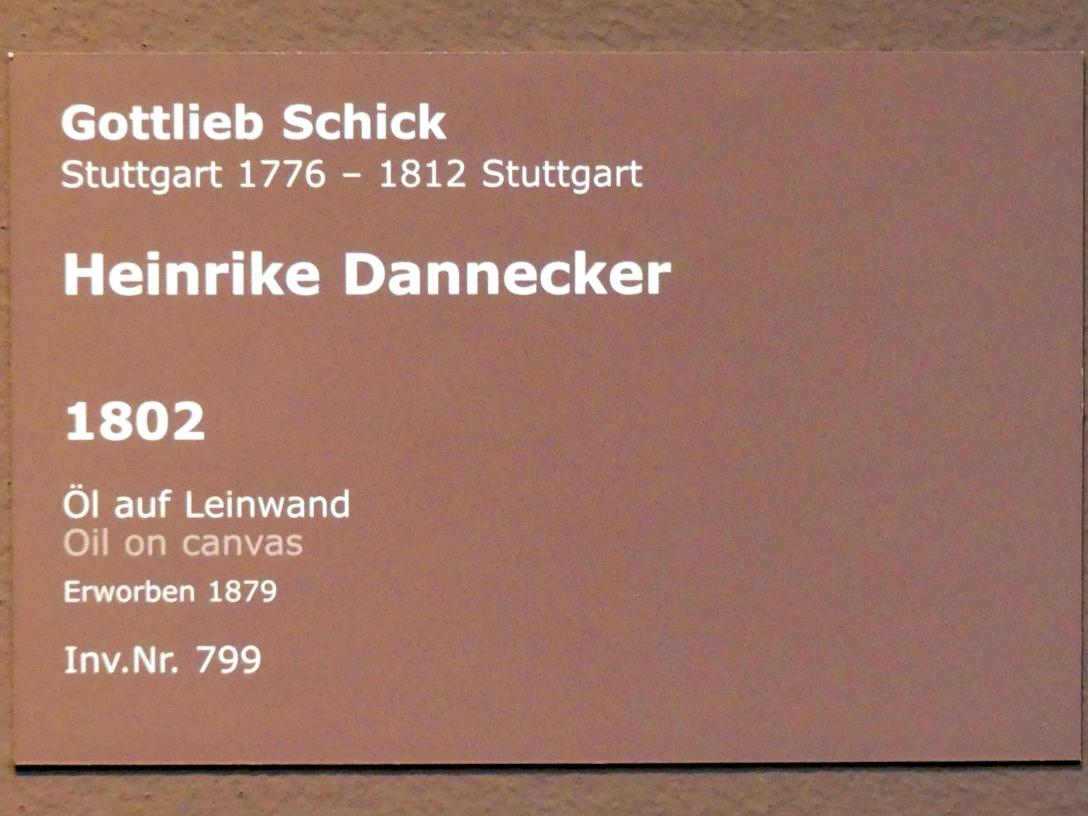 Gottlieb Schick
Stuttgart 1776 – 1812 Stuttgart
Heinrike Dannecker
1802
Öl auf Leinwand
Oil on canvas
Erworben 1879
Inv.Nr. 799